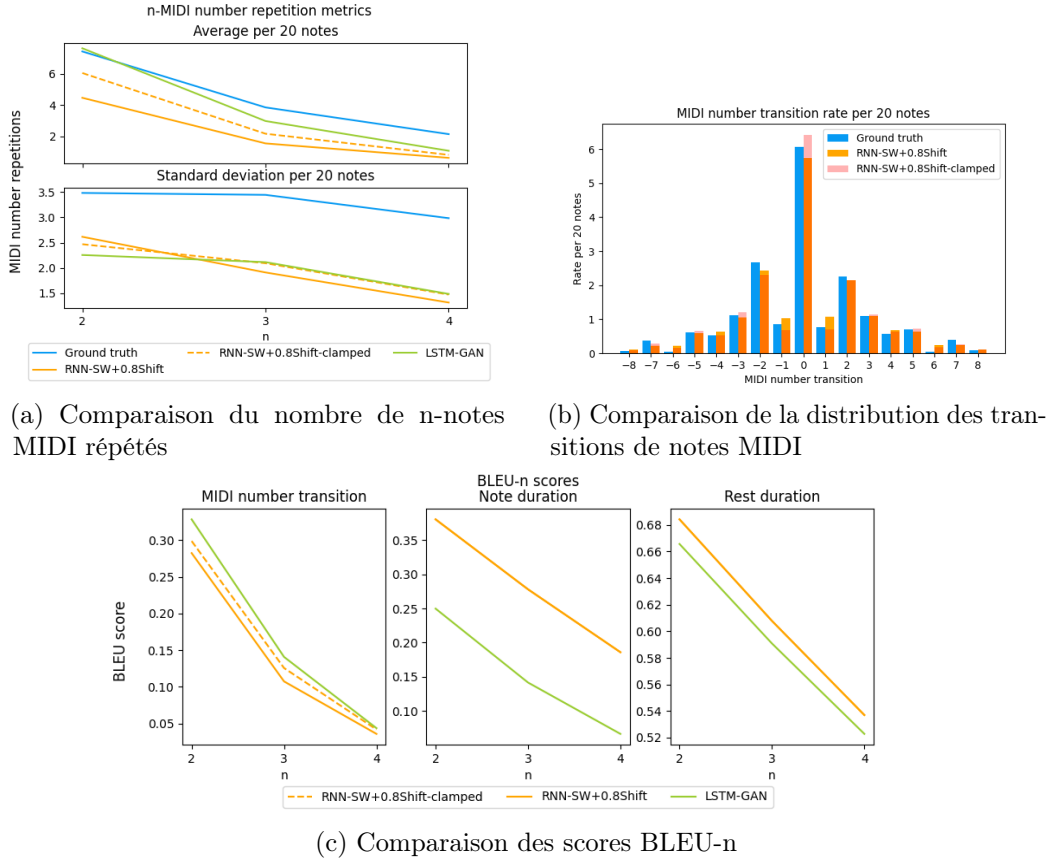 n-MIDI number repetition metrics
Average per 20 notes
6
4
2
MIDI number repetitions
Standard deviation per 20 notes
3.5
3.0
2.5
2.0
1.5
2 3 4
n
Ground truth
RNN-SW+0.8Shift
RNN-SW+0.8Shift-clamped
LSTM-GAN
(a) Comparaison du nombre de n-notes
MIDI répétés
MIDI number transition rate per 20 notes
Ground truth
RNN-SW+0.8Shift
RNN-SW+0.8Shift-clamped
6
5
4
3
2
1
0
Rate per 20 notes
−8 −7 −6 −5 −4 −3 −2 −1 0 1 2 3 4 5 6 7 8
MIDI number transition
(b) Comparaison de la distribution des tran-
sitions de notes MIDI
BLEU-n scores
MIDI number transition
0.30
0.25
0.20
0.15
0.10
0.05
BLEU score
2 3 4
n
Note duration
0.35
0.30
0.25
0.20
0.15
0.10
2 3 4
n
Rest duration
0.68
0.66
0.64
0.62
0.60
0.58
0.56
0.54
0.52
2 3 4
n
RNN-SW+0.8Shift-clamped
RNN-SW+0.8Shift
LSTM-GAN
(c) Comparaison des scores BLEU-n